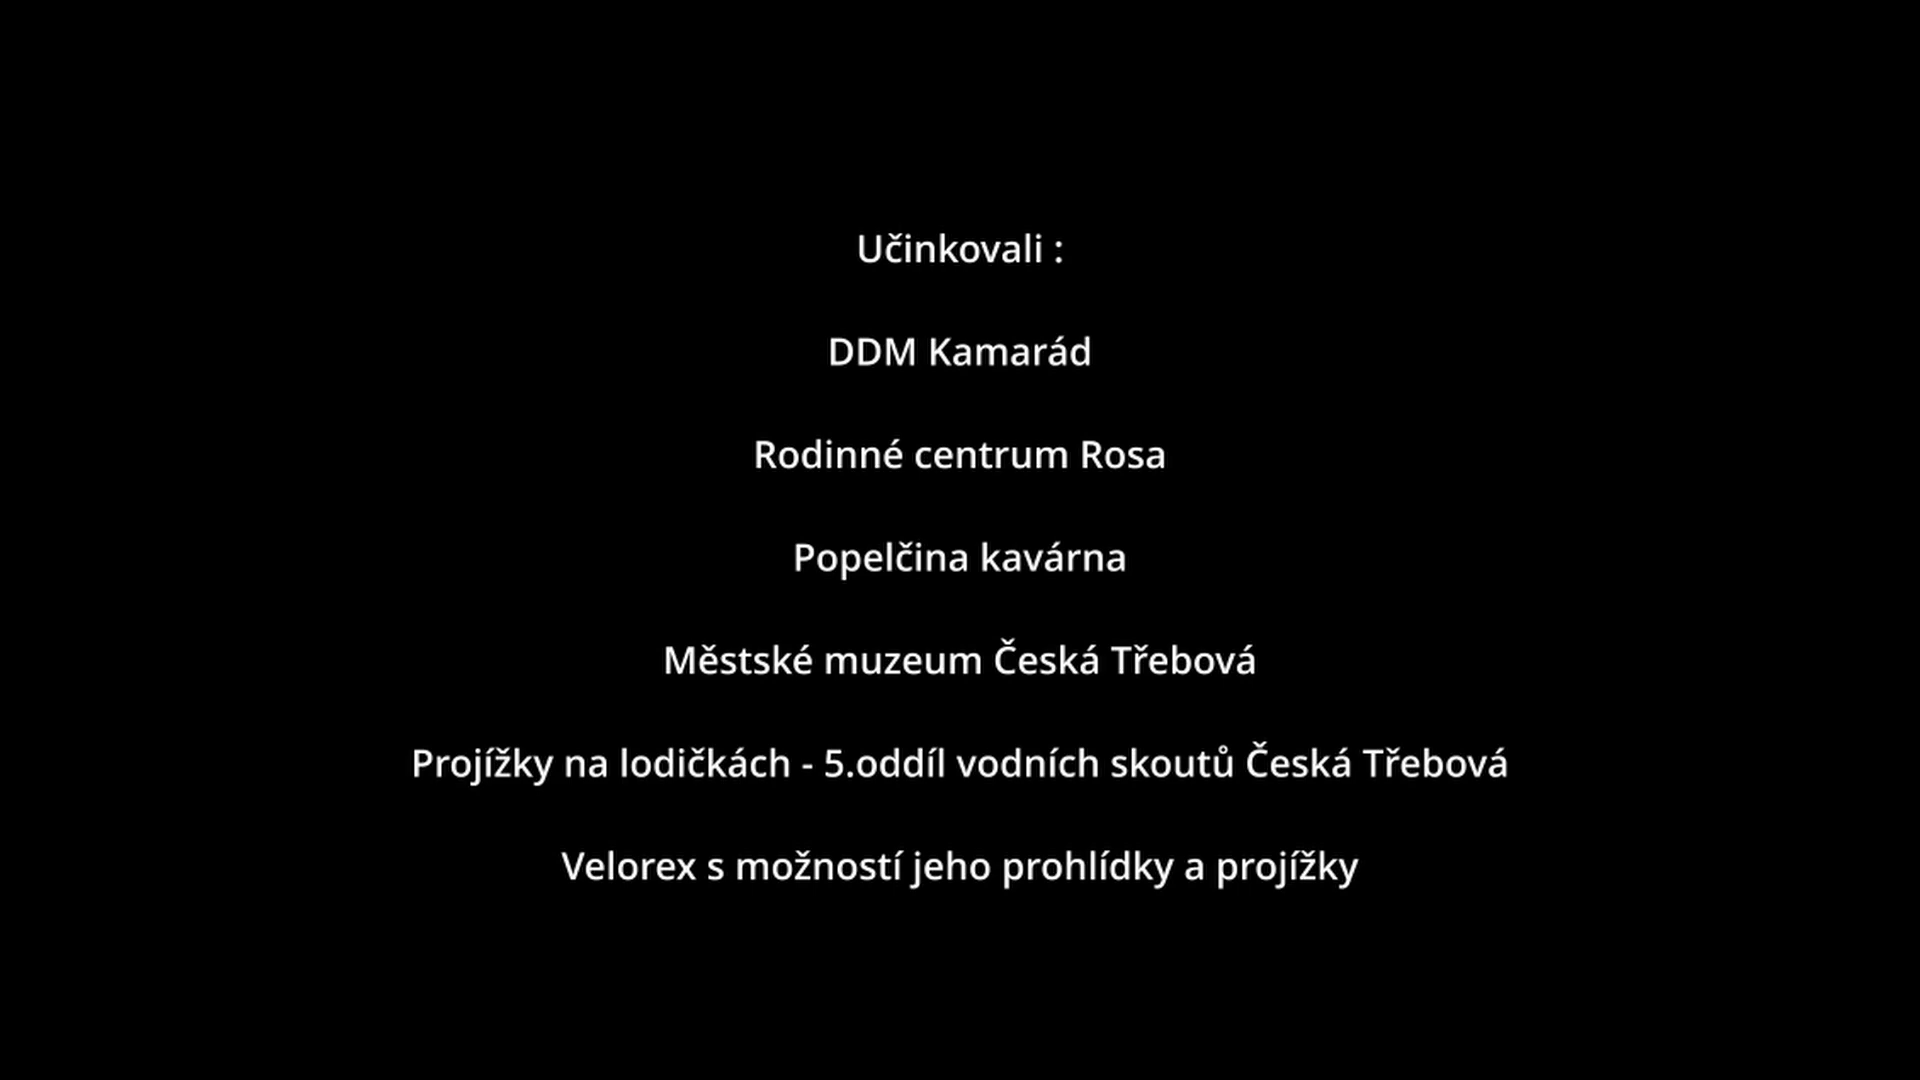 Učinkovali :
DDM Kamarád
Rodinné centrum Rosa
Popelčina kavárna
Městské muzeum Česká Třebová
Projížky na lodičkách - 5.oddíl vodních skoutů Česká Třebová
Velorex s možností jeho prohlídky a projížky